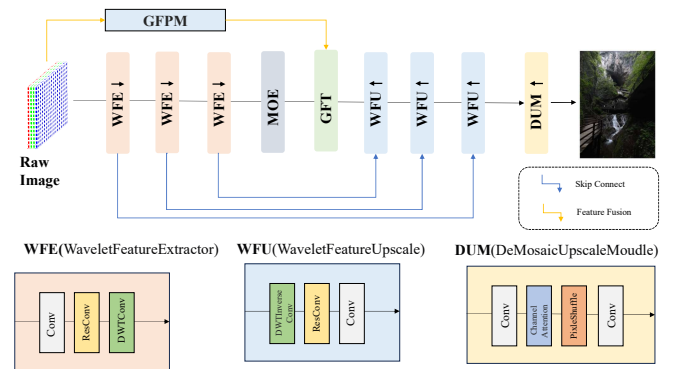 GFPM
WFE
WFE
WFE
MOE
GFT
WFU
WFU
WFU
DUM
Raw
Image
Skip Connect
Feature Fusion
WFE(WaveletFeatureExtractor)
WFU(WaveletFeatureUpscale)
DUM(DeMosaicUpscaleMoudle)
Conv
ResConv
DWTConv
DWTInverse
Conv
ResConv
Conv
Conv
Channel
Attention
PixleShuffle
Conv